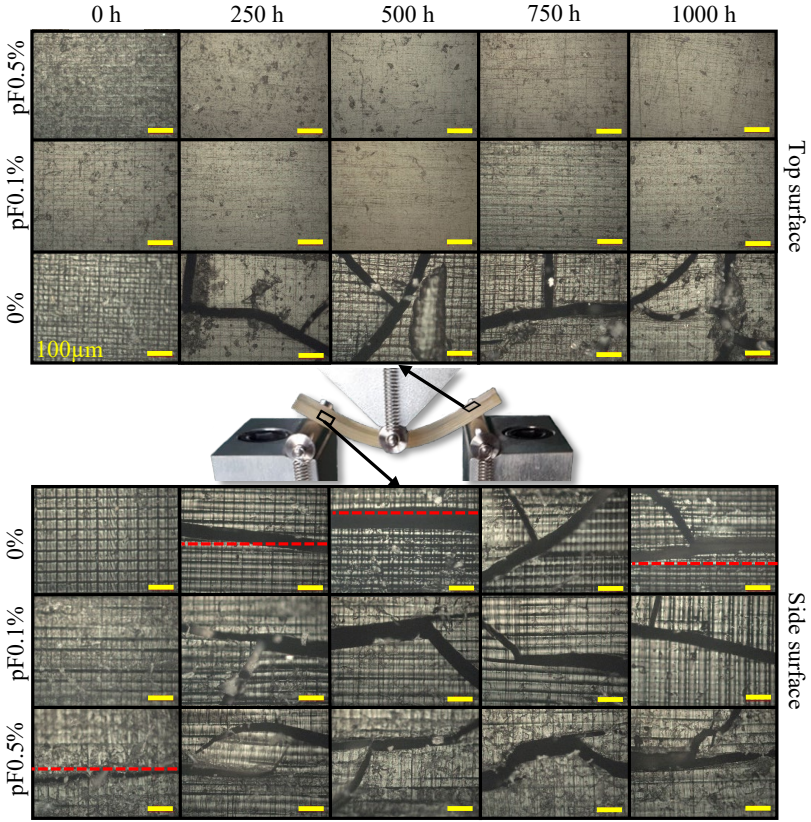 0 h 250 h 500 h 750 h 1000 h
pF0.5%
pF0.1%
0%
100μm
Top surface
0%
pF0.1%
pF0.5%
Side surface